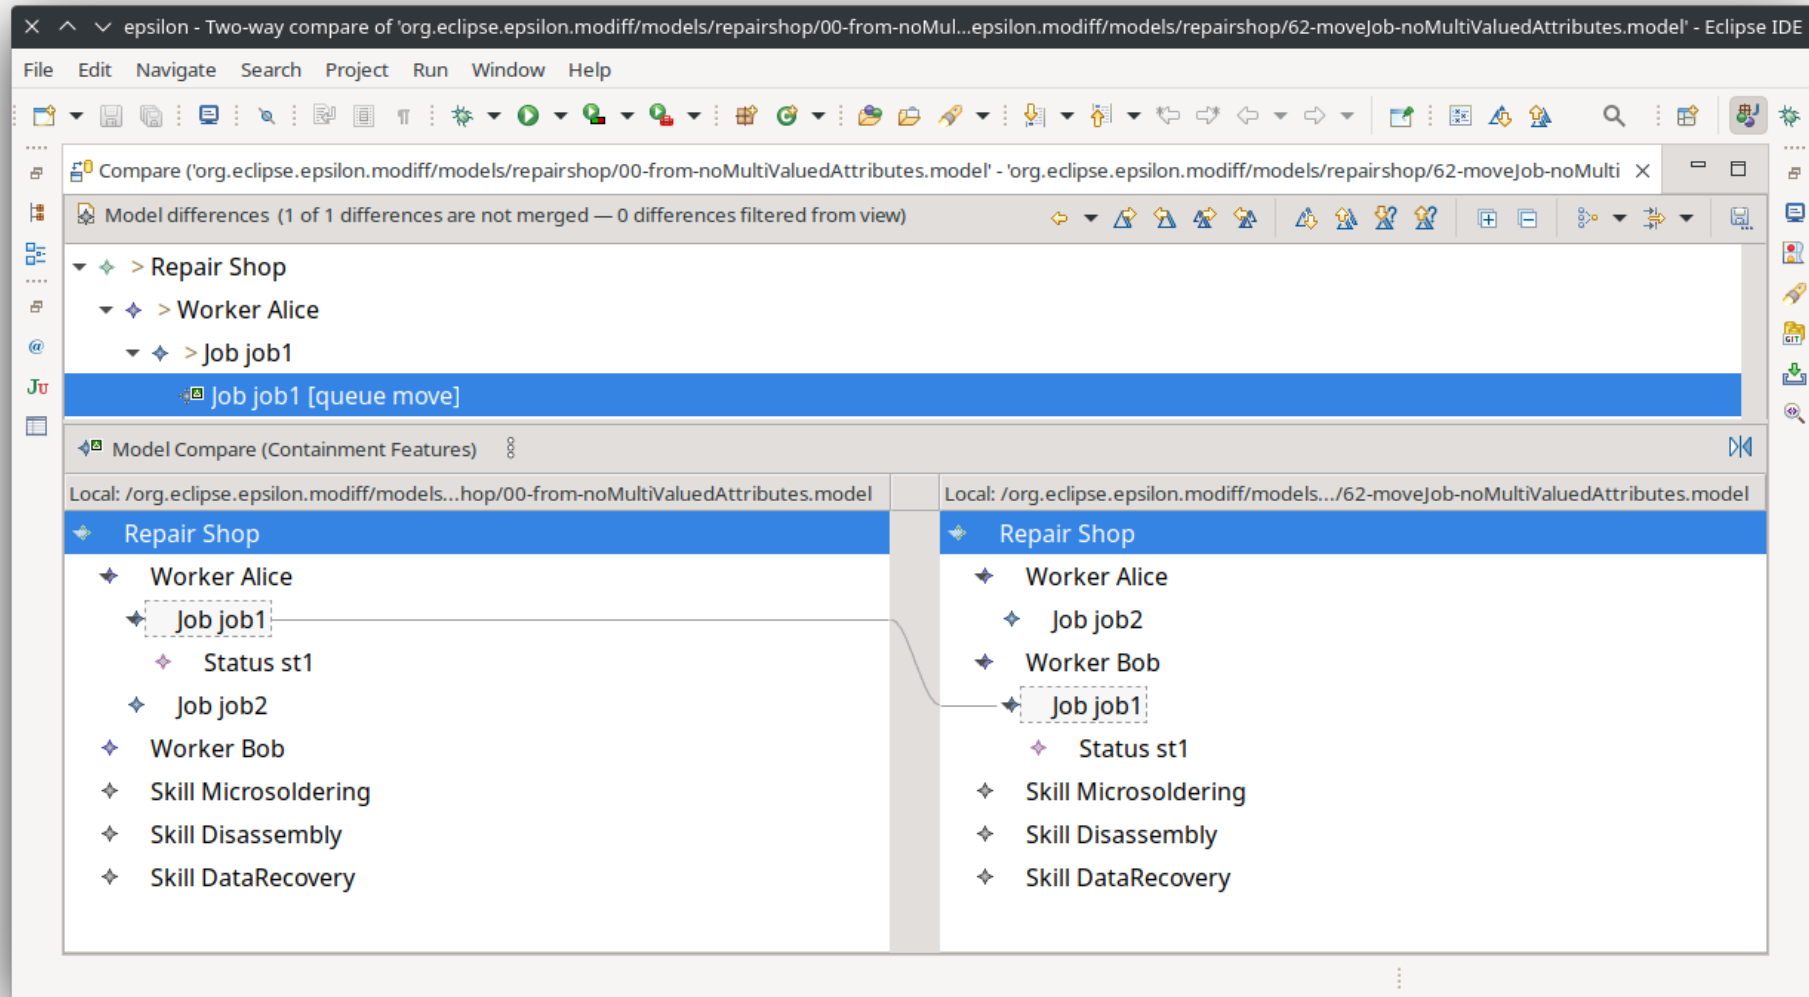 epsilon - Two-way compare of 'org.eclipse.epsilon.modiff/models/repairshop/00-from-noMul...epsilon.modiff/models/repairshop/62-moveJob-noMultiValuedAttributes.model' - Eclipse IDE
File Edit Navigate Search Project Run Window Help
Compare ('org.eclipse.epsilon.modiff/models/repairshop/00-from-noMultiValuedAttributes.model' - 'org.eclipse.epsilon.modiff/models/repairshop/62-moveJob-noMulti
Model differences (1 of 1 differences are not merged — 0 differences filtered from view)
> Repair Shop
> Worker Alice
> Job job1
@
Ju
Job job1 [queue move]
GIT
Model Compare (Containment Features)
Local: /org.eclipse.epsilon.modiff/models...hop/00-from-noMultiValuedAttributes.model
Repair Shop
Worker Alice
Job job1
Status st1
Job job2
Worker Bob
Skill Microsoldering
Skill Disassembly
Skill DataRecovery
Local: /org.eclipse.epsilon.modiff/models.../62-moveJob-noMultiValuedAttributes.model
Repair Shop
Worker Alice
Job job2
Worker Bob
Job job1
Status st1
Skill Microsoldering
Skill Disassembly
Skill DataRecovery